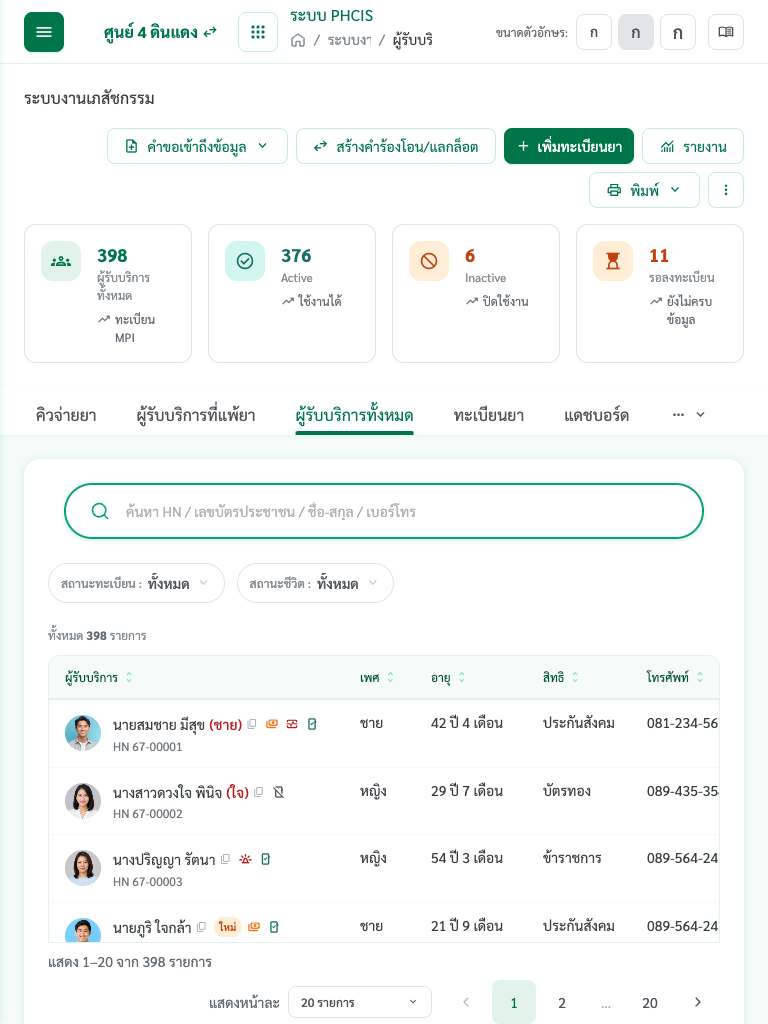 ศูนย์ 4 ดินแดง
ระบบ PHCIS
/ ระบบงา / ผู้รับบริ
ขนาดตัวอักษร: ก ก ก
ระบบงานเภสัชกรรม
คำขอเข้าถึงข้อมูล
สร้างคำร้องโอน/แลกล็อต
เพิ่มทะเบียนยา
รายงาน
พิมพ์
398
ผู้รับบริการ
ทั้งหมด
ทะเบียน
MPI
376
Active
ใช้งานได้
6
Inactive
ปิดใช้งาน
11
รอลงทะเบียน
ยังไม่ครบ
ข้อมูล
คิวจ่ายยา ผู้รับบริการที่แพ้ยา ผู้รับบริการทั้งหมด ทะเบียนยา แดชบอร์ด
ค้นหา HN / เลขบัตรประชาชน / ชื่อ-สกุล / เบอร์โทร
สถานะทะเบียน : ทั้งหมด สถานะชีวิต : ทั้งหมด
ทั้งหมด 398 รายการ
ผู้รับบริการ เพศ อายุ สิทธิ โทรศัพท์
นายสมชาย มีสุข (ชาย) ชาย 42 ปี 4 เดือน ประกันสังคม 081-234-56
HN 67-00001
นางสาวดวงใจ พินิจ (ใจ) หญิง 29 ปี 7 เดือน บัตรทอง 089-435-35
HN 67-00002
นางปริญญา รัตนา หญิง 54 ปี 3 เดือน ข้าราชการ 089-564-24
HN 67-00003
นายภูริ ใจกล้า ใหม่ ชาย 21 ปี 9 เดือน ประกันสังคม 089-564-24
แสดง 1–20 จาก 398 รายการ
แสดงหน้าละ 20 รายการ 1 2 ... 20